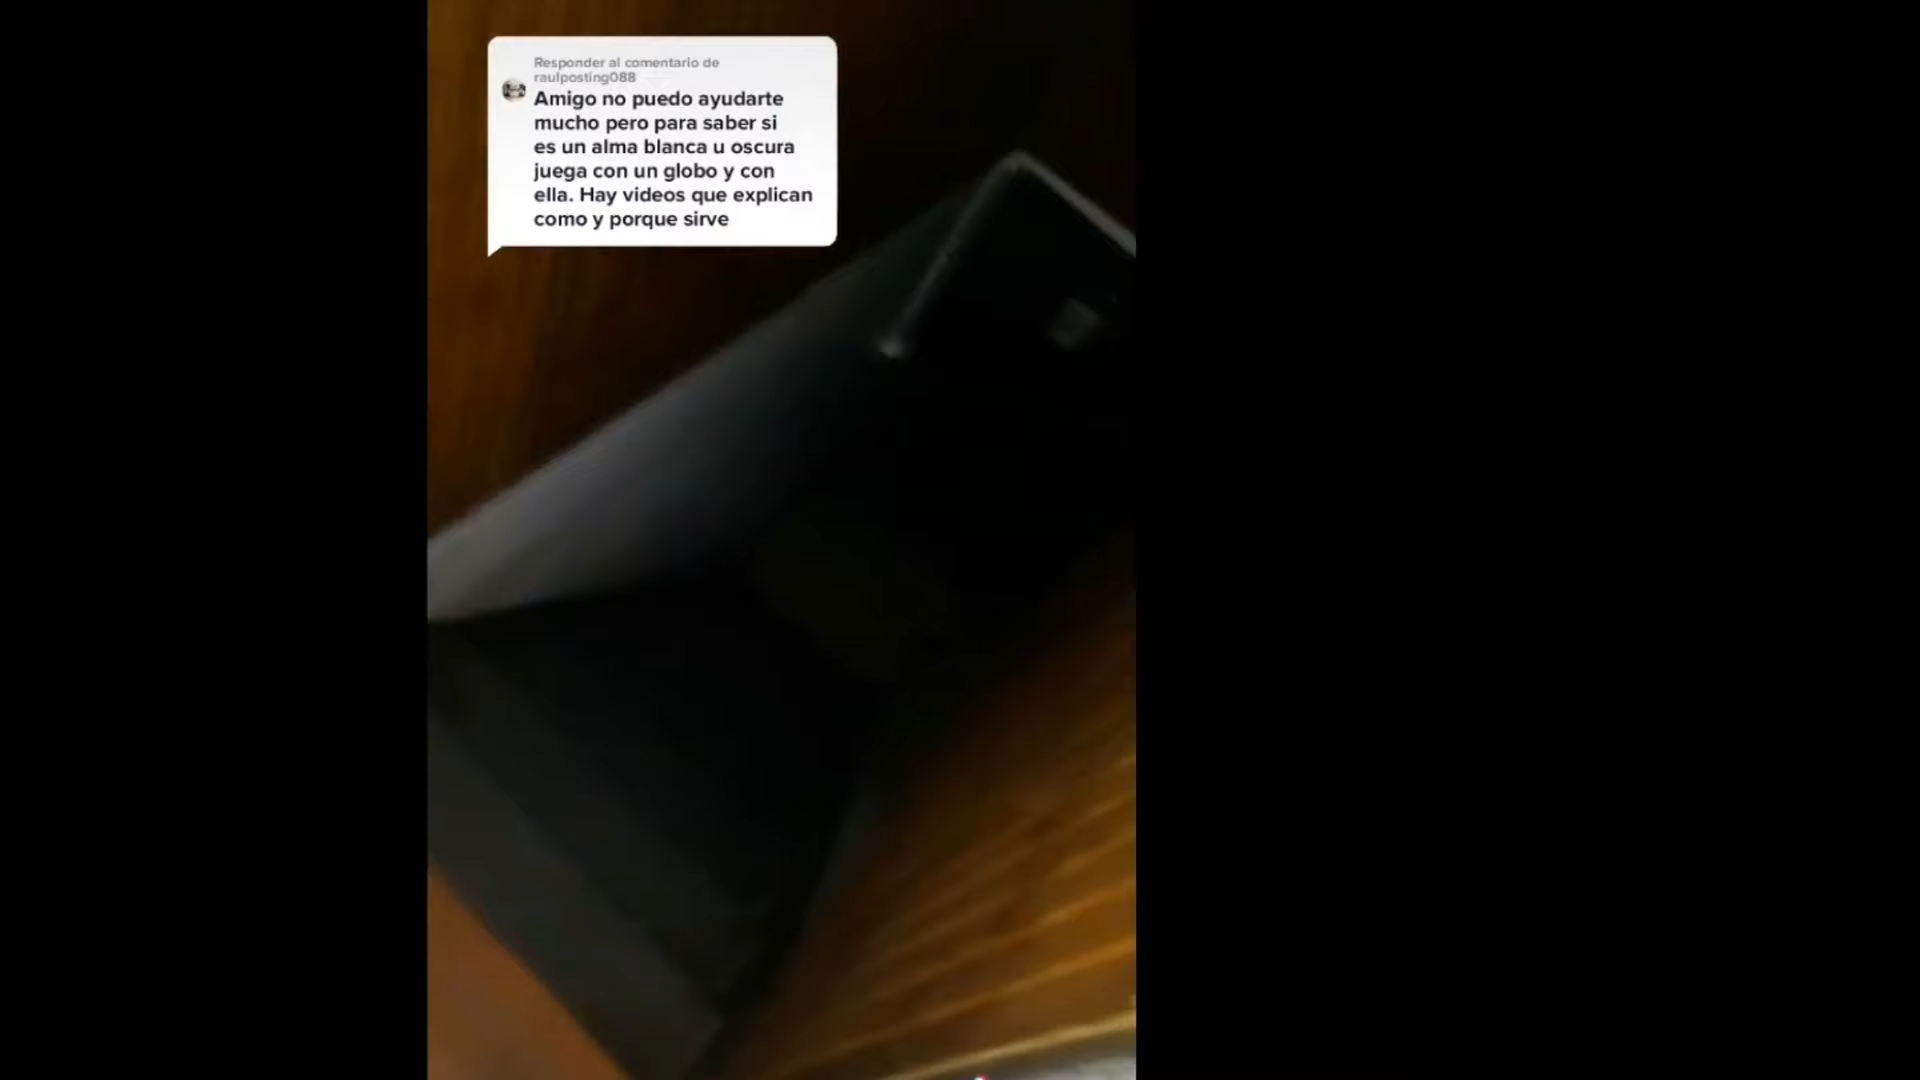 Responder al comentario de
raulposting088
Amigo no puedo ayudarte
mucho pero para saber si
es un alma blanca u oscura
juega con un globo y con
ella. Hay videos que explican
como y porque sirve